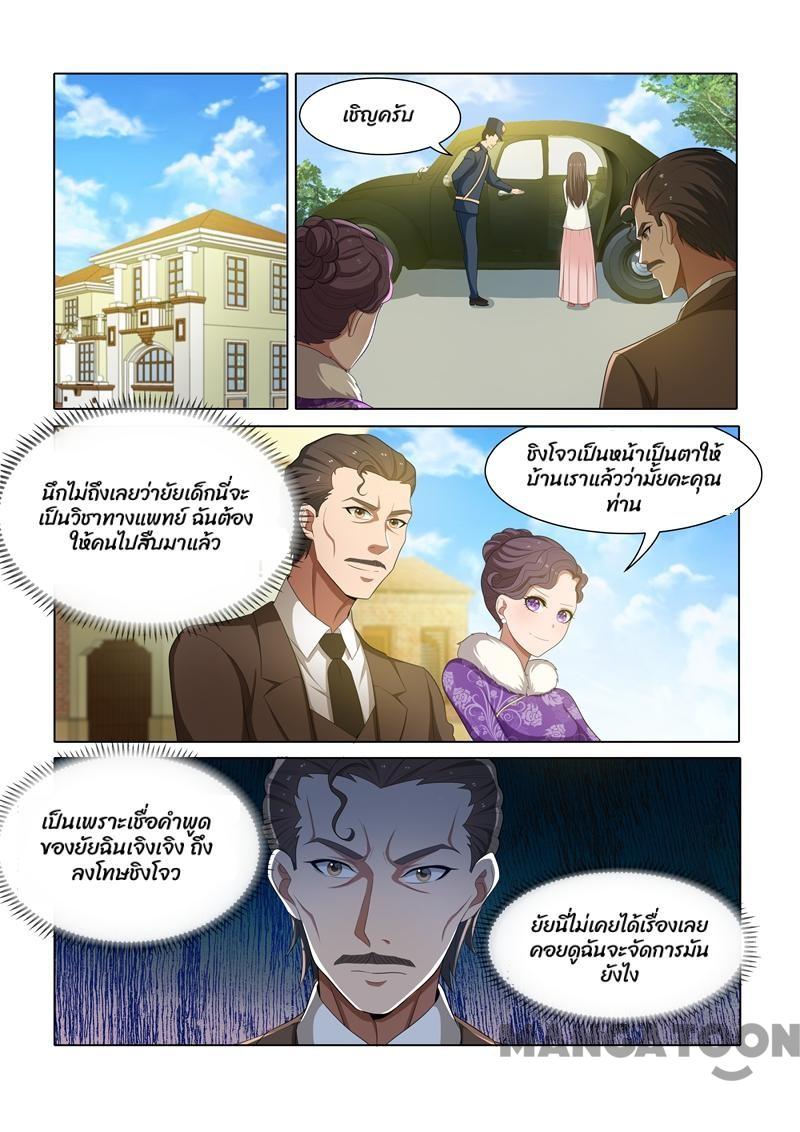 เชิญครับ
นึกไม่ถึงเลยว่ายัยเด็กนี่จะ
เป็นวิชาทางแพทย์ ฉันต้อง
ให้คนไปสืบมาแล้ว
ชิงโจวเป็นหน้าเป็นตาให้
บ้านเราแล้วว่ามั้ยคะคุณ
ท่าน
เป็นเพราะเชื่อคำพูด
ของยัยฉินเจิงเจิง ถึง
ลงโทษชิงโจว
ยัยนี่ไม่เคยได้เรื่องเลย
คอยดูฉันจะจัดการมัน
ยังไง
MANGATOON